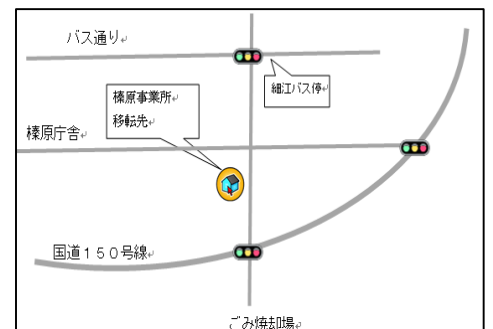 バス通り
細江バス停
榛原事業所
移転先
榛原庁舎
国道１５０号線
ごみ焼却場